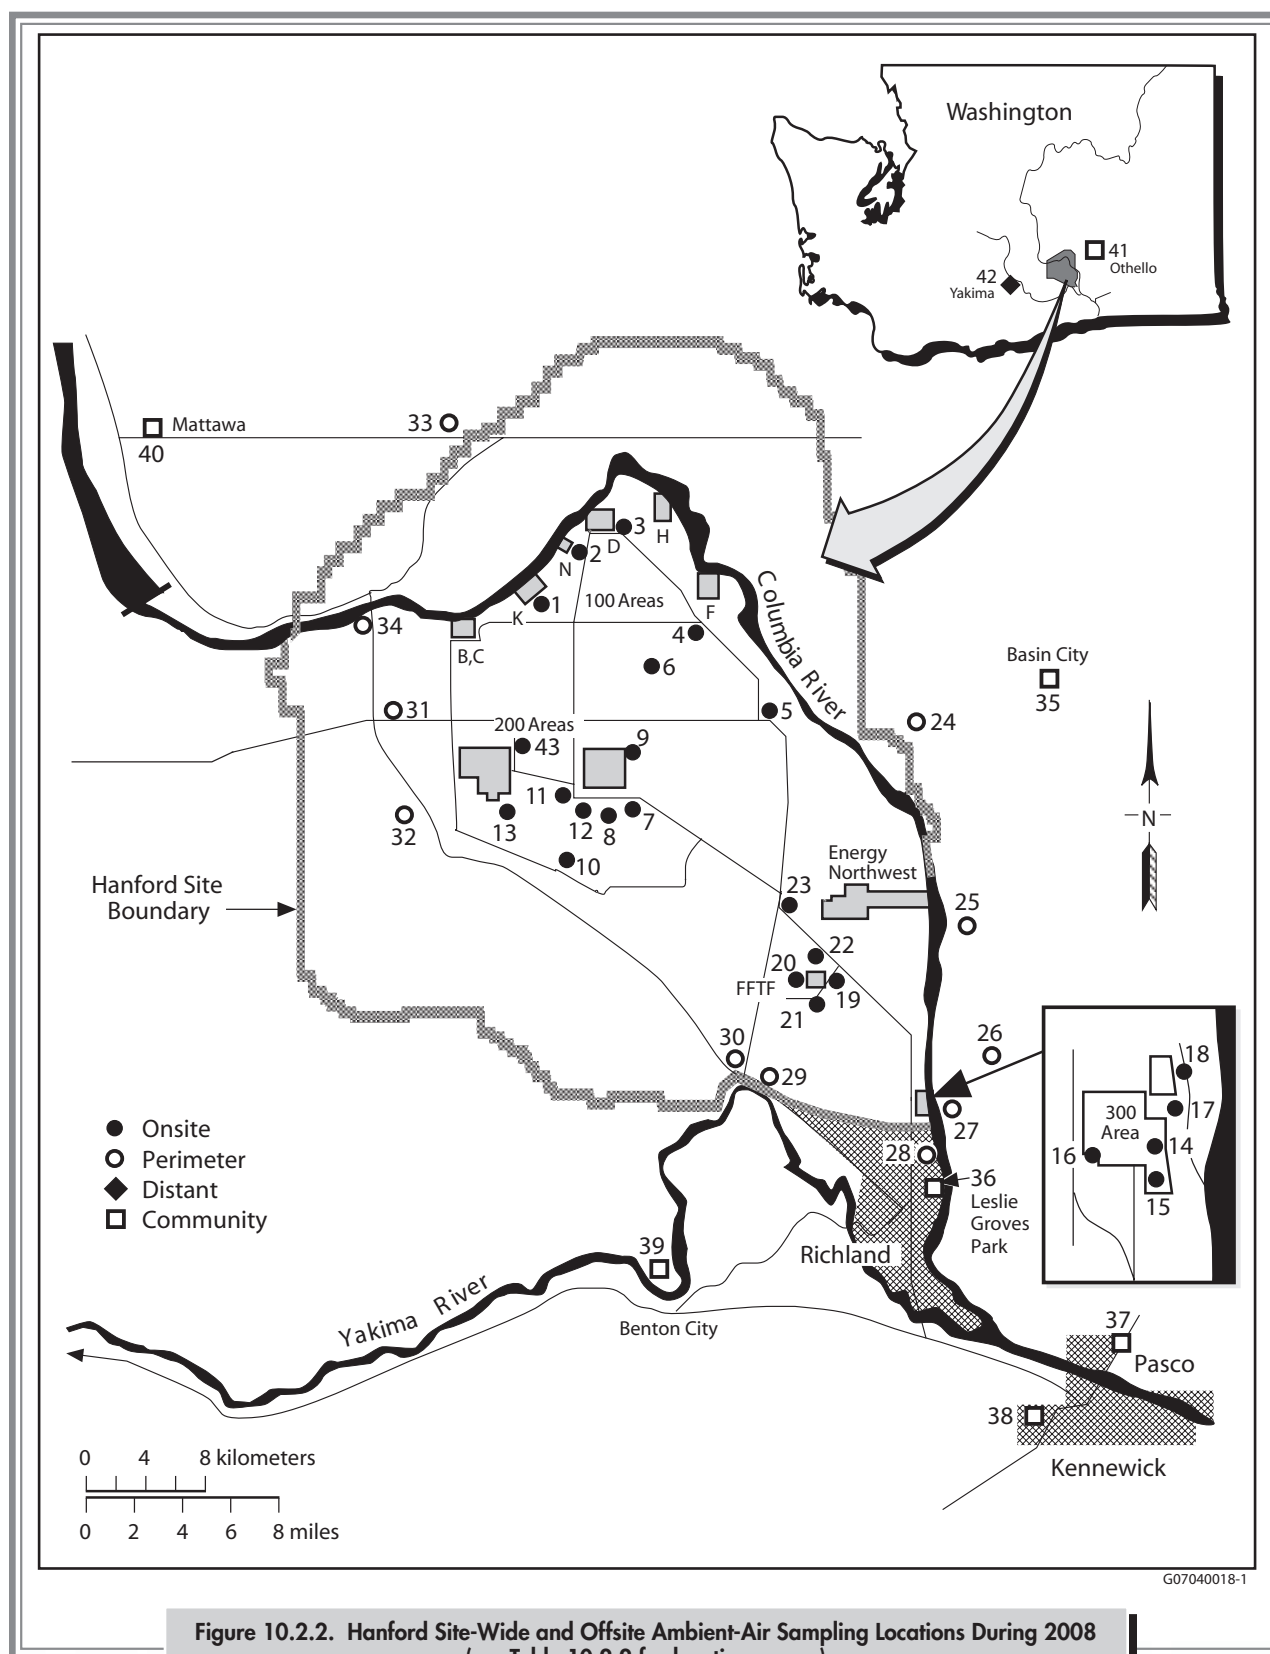 Washington
41
Othello
42
Yakima
33
Mattawa
40
3
H
D
2
N
100 Areas
K
1
F
Columbia River
34
4
B,C
6
Basin City
35
31
5
24
200 Areas
43
9
11
7
32
13
12
8
N
10
Energy
Northwest
Hanford Site
Boundary
23
25
22
20
FFTF
19
21
30
26
29
18
300
Area
17
27
Onsite
28
14
16
Perimeter
36
Distant
Leslie
Groves
Park
15
Community
39
Richland
Yakima River
Benton City
37
Pasco
38
0 4 8 kilometers
Kennewick
0 2 4 6 8 miles
G07040018-1
Figure 10.2.2. Hanford Site-Wide and Offsite Ambient-Air Sampling Locations During 2008